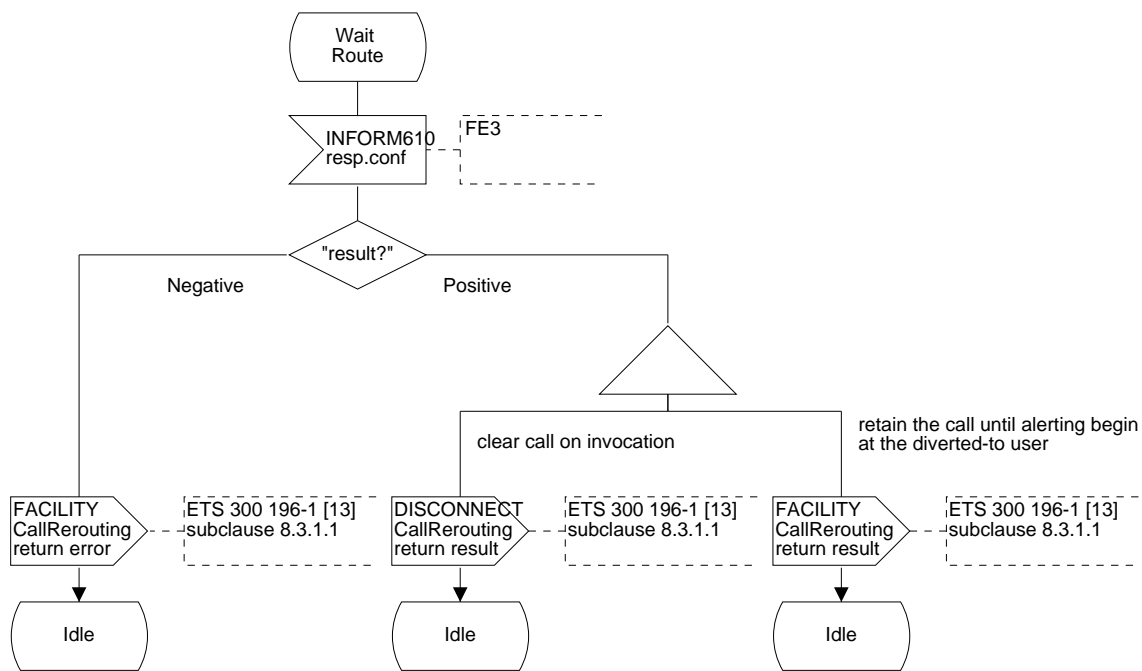 Wait
Route
INFORM610
resp.conf
FE3
"result?"
Negative
Positive
clear call on invocation
retain the call until alerting begin
at the diverted-to user
FACILITY
CallRerouting
return error
ETS 300 196-1 [13]
subclause 8.3.1.1
DISCONNECT
CallRerouting
return result
ETS 300 196-1 [13]
subclause 8.3.1.1
FACILITY
CallRerouting
return result
ETS 300 196-1 [13]
subclause 8.3.1.1
Idle
Idle
Idle